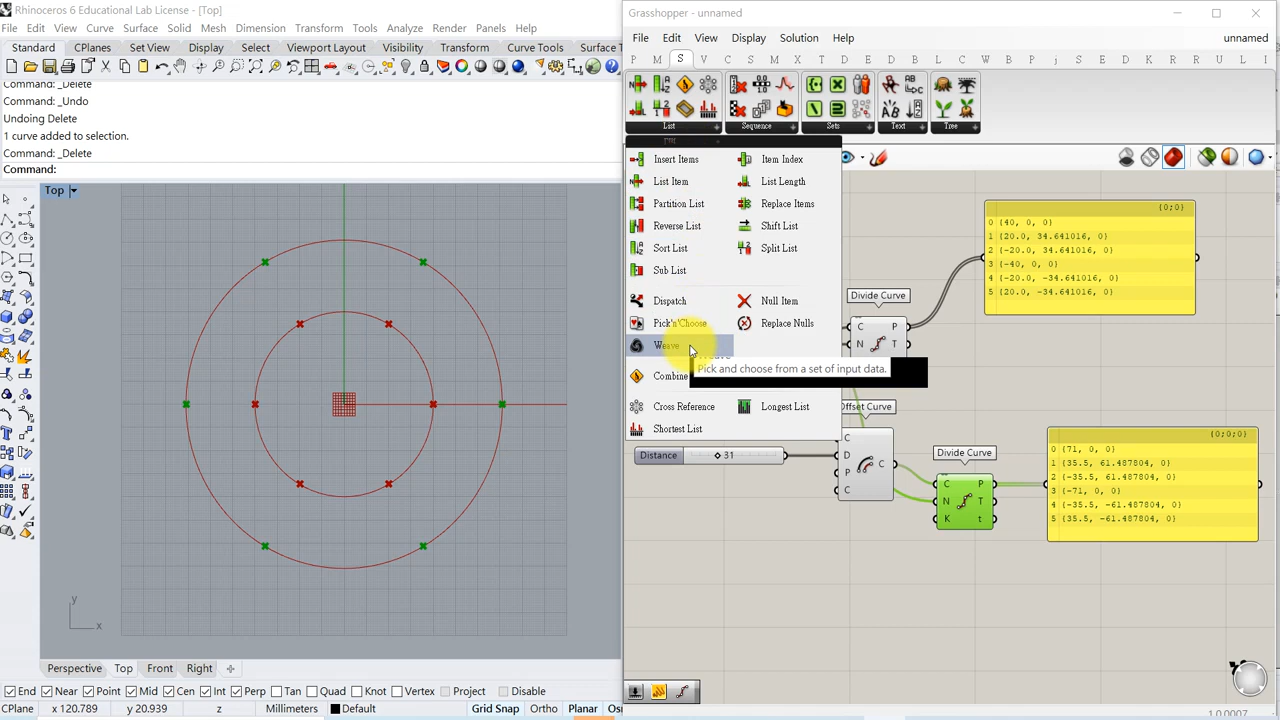 Rhinoceros 6 Educational Lab License - [Top]
File Edit View Curve Surface Solid Mesh Dimension Transform Tools Analyze Render Panels Help
Standard CPlanes Set View Display Select Viewport Layout Visibility Transform Curve Tools Surface T
Command: _Delete
Command: _Undo
Undoing Delete
1 curve added to selection.
Command: _Delete
Command:
Top
y
x
Perspective Top Front Right
End Near Point Mid Cen Int Perp Tan Quad Knot Vertex Project Disable
CPlane x 120.789 y 20.939 z Millimeters Default Grid Snap Ortho Planar Osn
Grasshopper - unnamed
File Edit View Display Solution Help unnamed
P M S V C
List Sequence Sets Text Tree
Insert Items Item Index
List Item List Length
Partition List Replace Items
Reverse List Shift List
Sort List Split List
Sub List
Dispatch Null Item
Pick'n'Choose Replace Nulls
Weave
Pick and choose from a set of input data.
Combine
Cross Reference Longest List
Shortest List
Divide Curve
C P
N T
{0;0}
0 {40, 0, 0}
1 {20.0, 34.641016, 0}
2 {-20.0, 34.641016, 0}
3 {-40, 0, 0}
4 {-20.0, -34.641016, 0}
5 {20.0, -34.641016, 0}
Offset Curve
C
D C
P
C
Distance 31
Divide Curve
C P
N T
K t
{0;0;0}
0 {71, 0, 0}
1 {35.5, 61.487804, 0}
2 {-35.5, 61.487804, 0}
3 {-71, 0, 0}
4 {-35.5, -61.487804, 0}
5 {35.5, -61.487804, 0}
1.0.0007